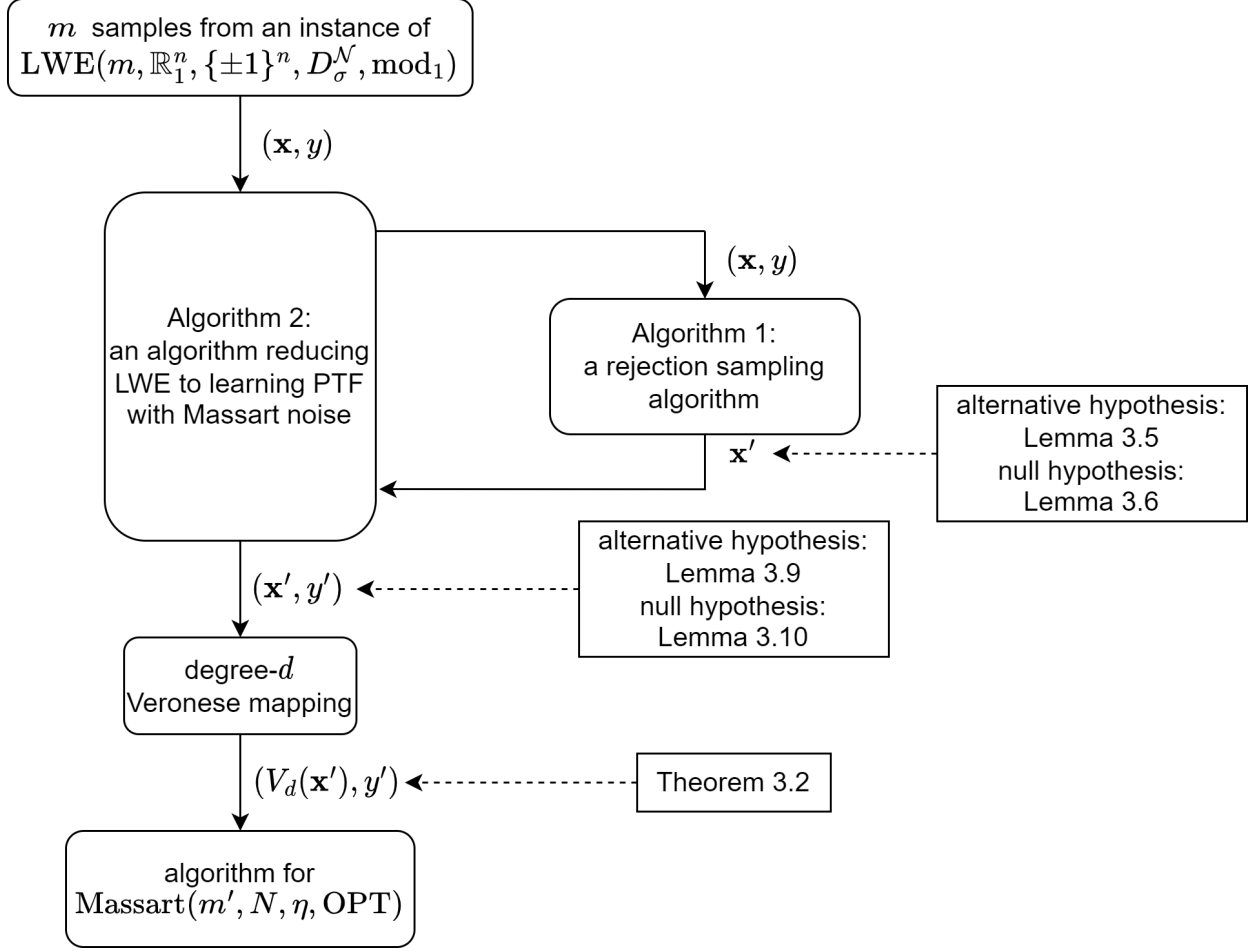 m samples from an instance of
LWE(m, ℝ₁ⁿ, {±1}ⁿ, D_σ^𝒩, mod₁)
(𝐱, y)
(𝐱, y)
Algorithm 2:
an algorithm reducing
LWE to learning PTF
with Massart noise
Algorithm 1:
a rejection sampling
algorithm
𝐱′
alternative hypothesis:
Lemma 3.5
null hypothesis:
Lemma 3.6
(𝐱′, y′)
alternative hypothesis:
Lemma 3.9
null hypothesis:
Lemma 3.10
degree-d
Veronese mapping
(V_d(𝐱′), y′)
Theorem 3.2
algorithm for
Massart(m′, N, η, OPT)